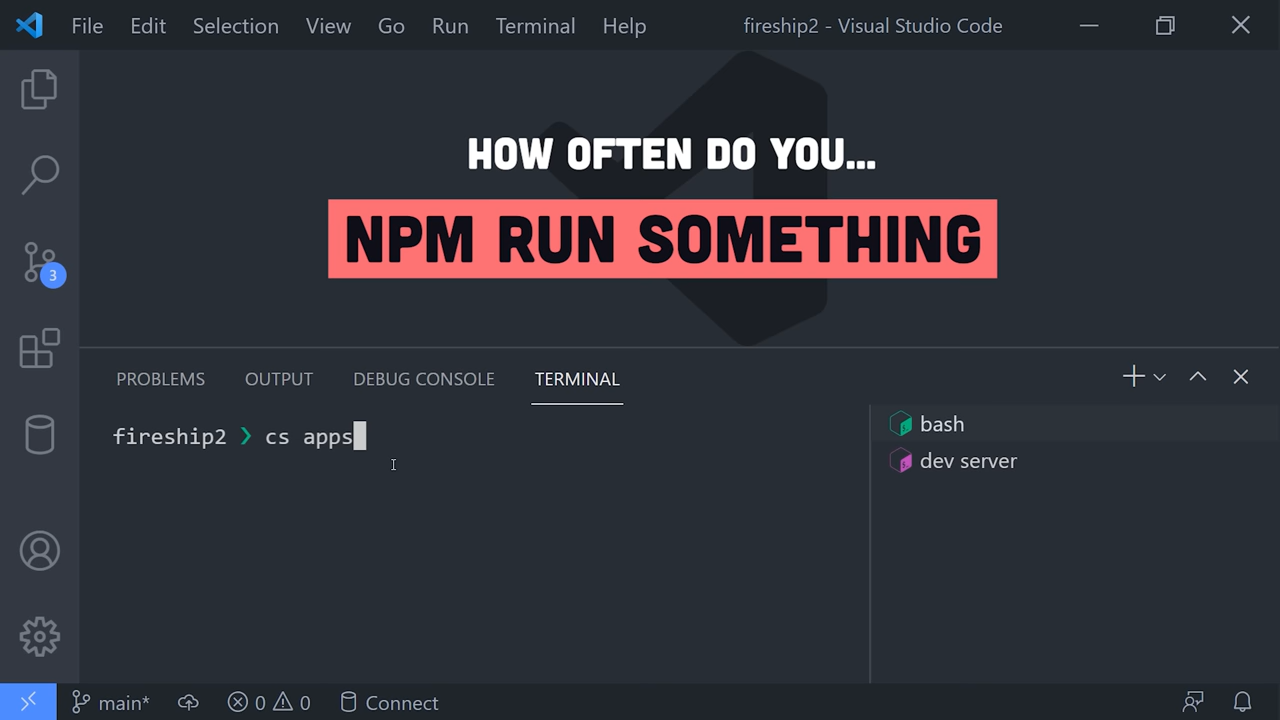 File Edit Selection View Go Run Terminal Help fireship2 - Visual Studio Code
HOW OFTEN DO YOU...
NPM RUN SOMETHING
3
PROBLEMS OUTPUT DEBUG CONSOLE TERMINAL
fireship2 ❯ cs apps
bash
dev server
main* 0 0 Connect